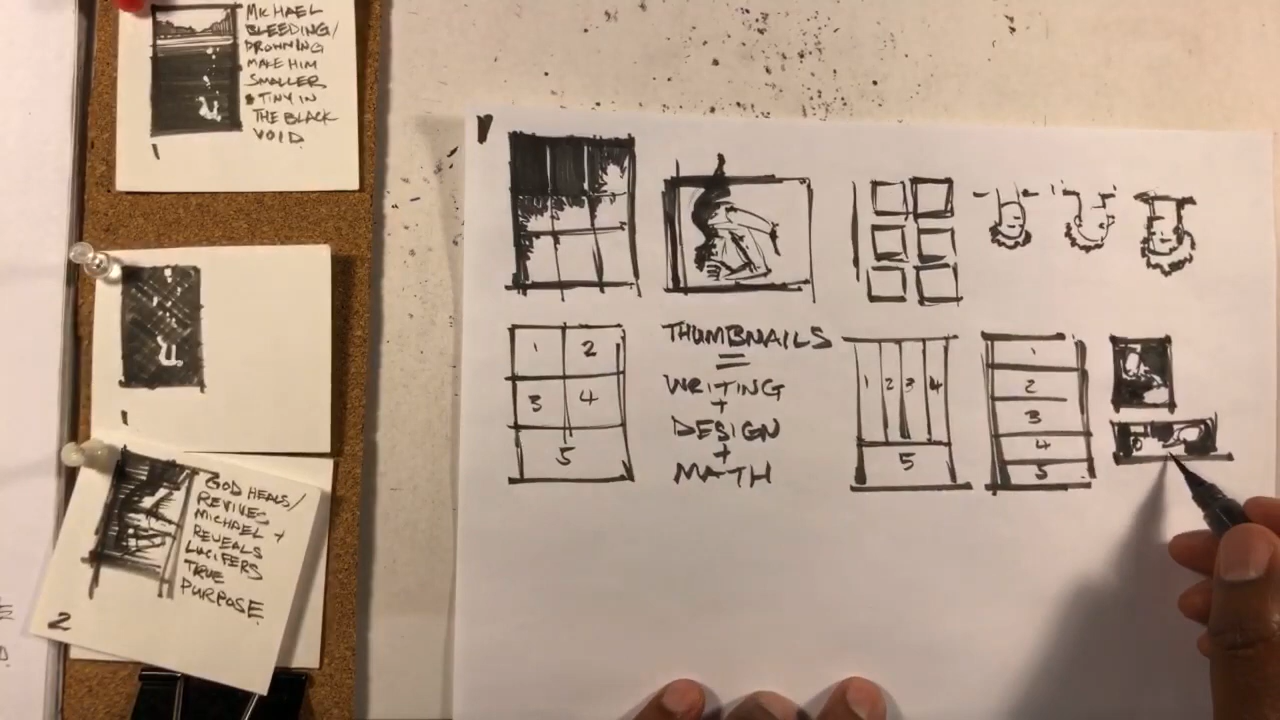 MICHAEL
BLEEDING/
DROWNING
MAKE HIM
SMALLER
TINY IN
THE BLACK
VOID
1
1
GOD HEALS/
REVIVES
MICHAEL +
REVEALS
LUCIFERS
TRUE
PURPOSE
2
1
1 2
3 4
5
THUMBNAILS
=
WRITING
+
DESIGN
+
MATH
1 2 3 4
5
1
2
3
4
5